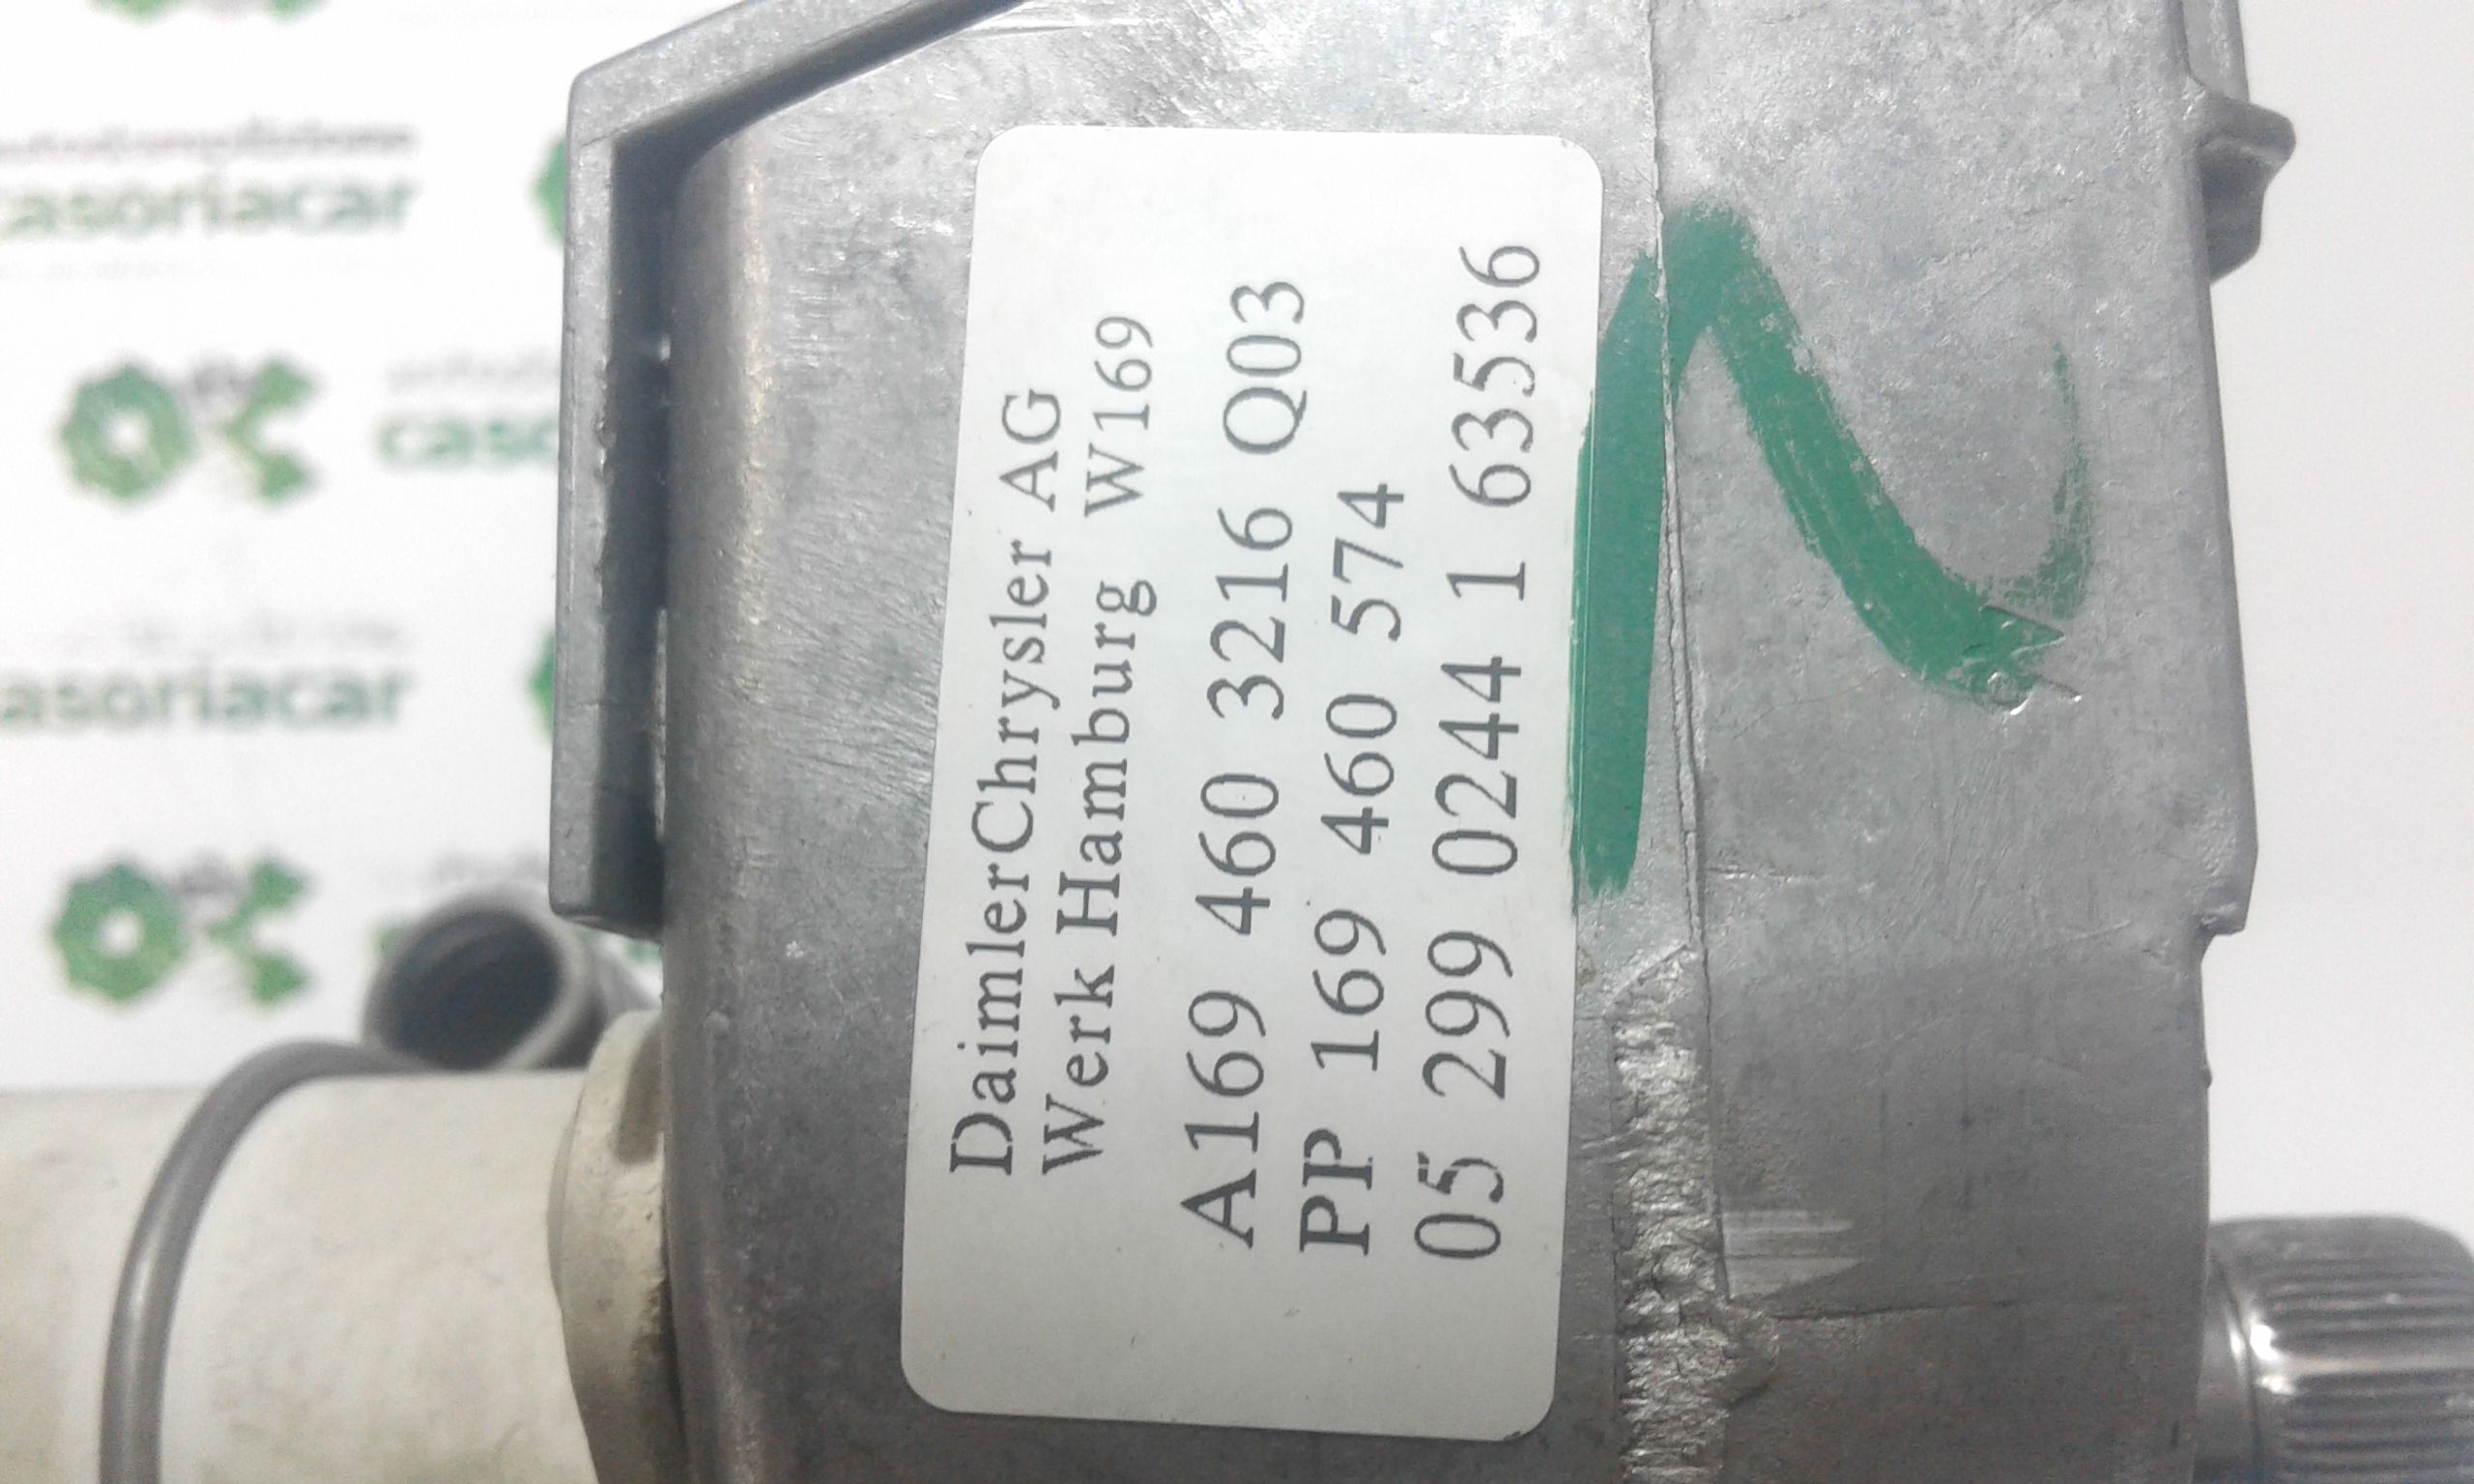 DaimlerChrysler AG
Werk Hamburg W169
A169 460 3216 Q03
PP 169 460 574
05 299 0244 1 63536
casoriacar
casoriacar